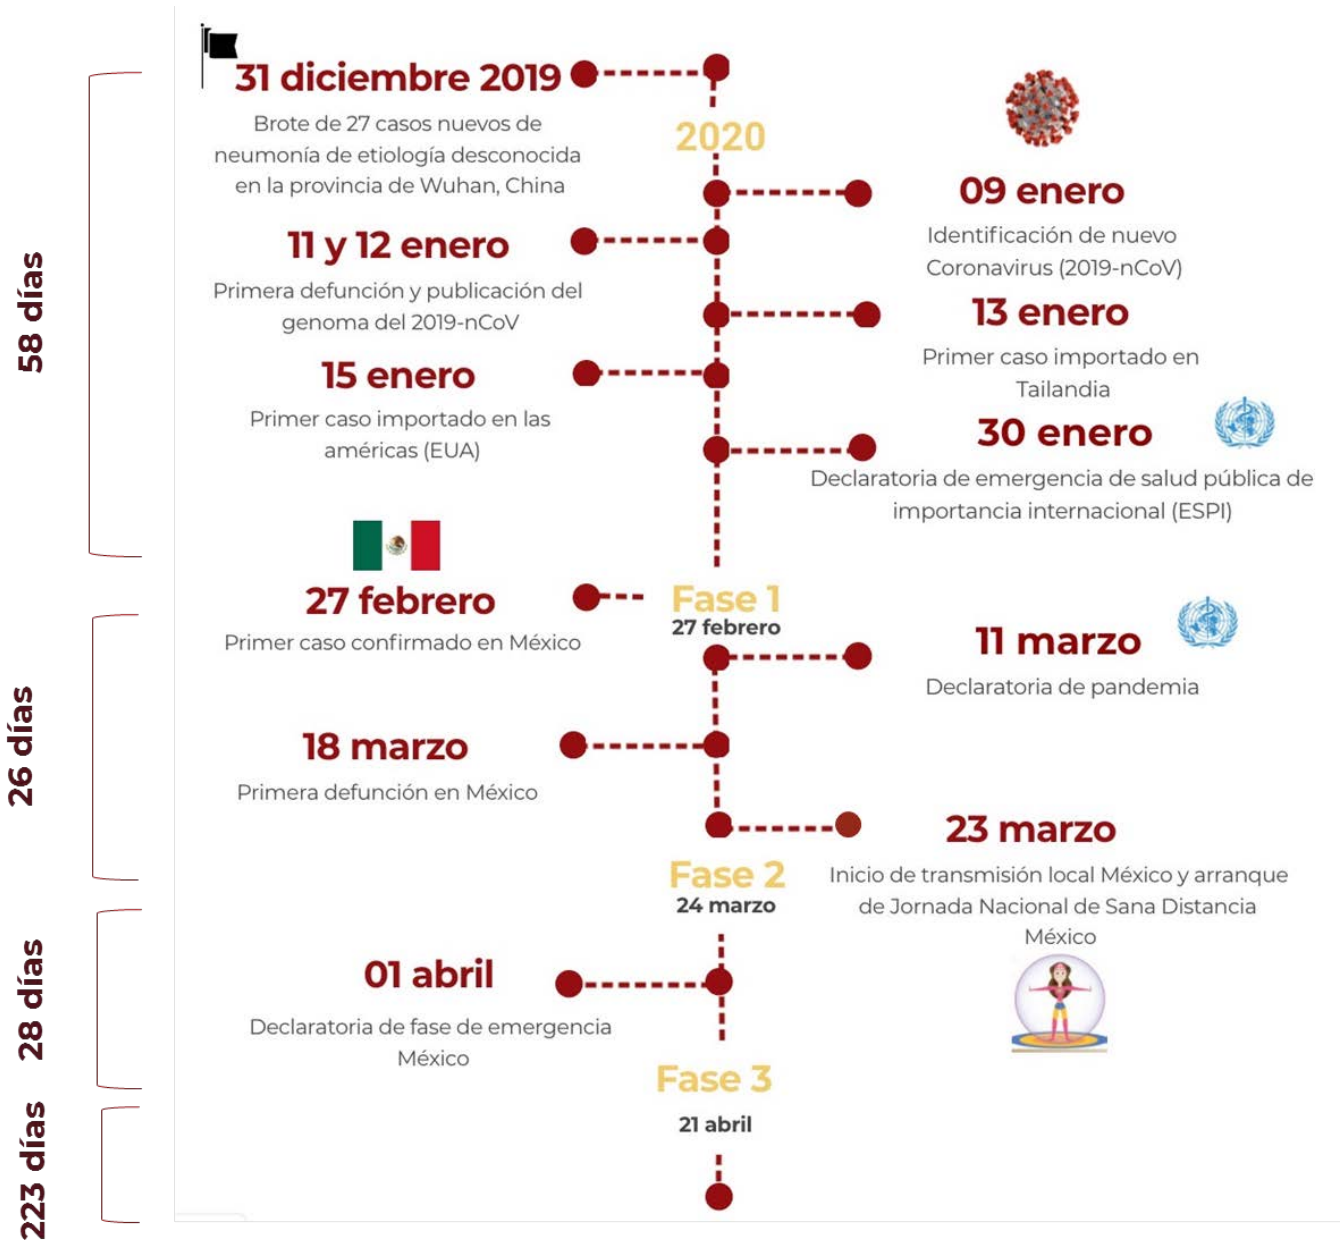 31 diciembre 2019
Brote de 27 casos nuevos de
neumonía de etiología desconocida
en la provincia de Wuhan, China
2020
09 enero
Identificación de nuevo
Coronavirus (2019-nCoV)
11 y 12 enero
Primera defunción y publicación del
genoma del 2019-nCoV
13 enero
Primer caso importado en
Tailandia
15 enero
Primer caso importado en las
américas (EUA)
30 enero
Declaratoria de emergencia de salud pública de
importancia internacional (ESPI)
58 días
27 febrero
Primer caso confirmado en México
Fase 1
27 febrero
11 marzo
Declaratoria de pandemia
18 marzo
Primera defunción en México
23 marzo
Inicio de transmisión local México y arranque
de Jornada Nacional de Sana Distancia
México
26 días
Fase 2
24 marzo
01 abril
Declaratoria de fase de emergencia
México
28 días
Fase 3
21 abril
223 días